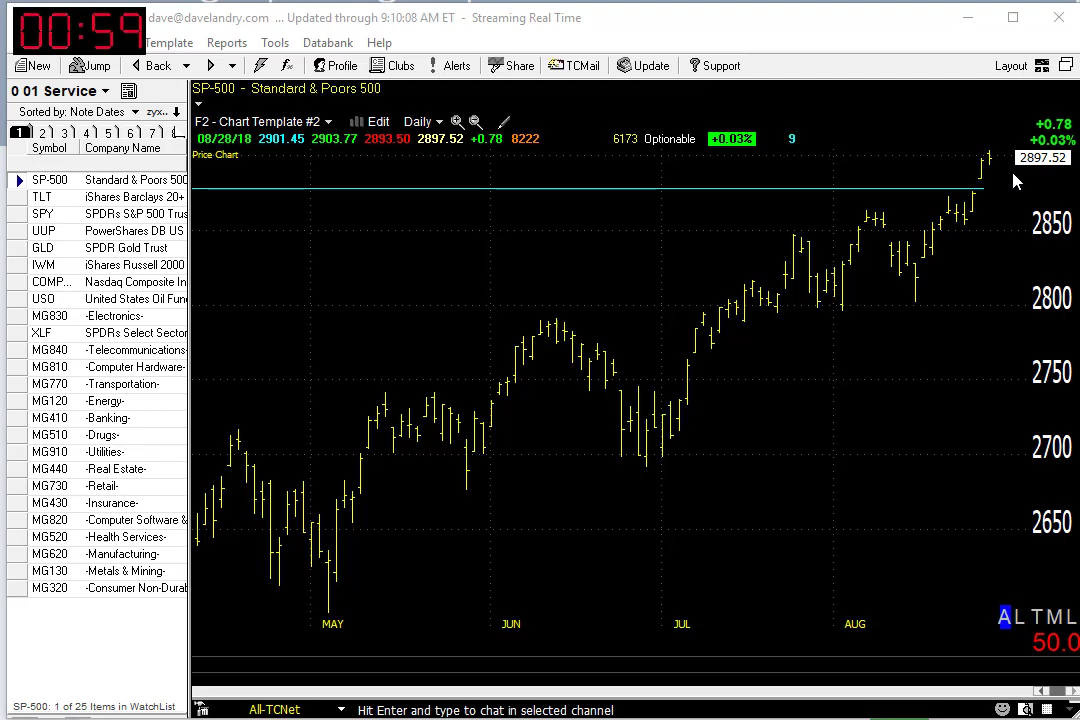 00:59
dave@davelandry.com ... Updated through 9:10:08 AM ET - Streaming Real Time
Template Reports Tools Databank Help
New Jump Back Profile Clubs Alerts Share TCMail Update Support Layout
0 01 Service
Sorted by: Note Dates zyx..
1 2 3 4 5 6 7
Symbol Company Name
SP-500 Standard & Poors 500
TLT iShares Barclays 20+
SPY SPDRs S&P 500 Trus
UUP PowerShares DB US
GLD SPDR Gold Trust
IWM iShares Russell 2000
COMP... Nasdaq Composite In
USO United States Oil Fun
MG830 -Electronics-
XLF SPDRs Select Sector
MG840 -Telecommunications-
MG810 -Computer Hardware-
MG770 -Transportation-
MG120 -Energy-
MG410 -Banking-
MG510 -Drugs-
MG910 -Utilities-
MG440 -Real Estate-
MG730 -Retail-
MG430 -Insurance-
MG820 -Computer Software &
MG520 -Health Services-
MG620 -Manufacturing-
MG130 -Metals & Mining-
MG320 -Consumer Non-Durab
SP-500: 1 of 25 Items in WatchList
SP-500 - Standard & Poors 500
F2 - Chart Template #2 Edit Daily
08/28/18 2901.45 2903.77 2893.50 2897.52 +0.78 8222 6173 Optionable +0.03% 9
Price Chart
+0.78
+0.03%
2897.52
2850
2800
2750
2700
2650
MAY JUN JUL AUG
A L T M L
50.0
All-TCNet Hit Enter and type to chat in selected channel